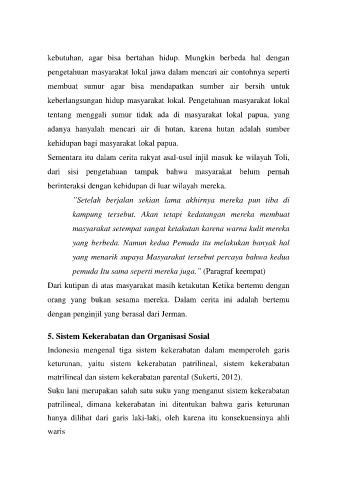 kebutuhan, agar bisa bertahan hidup. Mungkin berbeda hal dengan
pengetahuan masyarakat lokal jawa dalam mencari air contohnya seperti
membuat sumur agar bisa mendapatkan sumber air bersih untuk
keberlangsungan hidup masyarakat lokal. Pengetahuan masyarakat lokal
tentang menggali sumur tidak ada di masyarakat lokal papua, yang
adanya hanyalah mencari air di hutan, karena hutan adalah sumber
kehidupan bagi masyarakat lokal papua.
Sementara itu dalam cerita rakyat asal-usul injil masuk ke wilayah Toli,
dari sisi pengetahuan tampak bahwa masyarakat belum pernah
berinteraksi dengan kehidupan di luar wilayah mereka.
"Setelah berjalan sekian lama akhirnya mereka pun tiba di
kampung tersebut. Akan tetapi kedatangan mereka membuat
masyarakat setempat sangat ketakutan karena warna kulit mereka
yang berbeda. Namun kedua Pemuda itu melakukan banyak hal
yang menarik supaya Masyarakat tersebut percaya bahwa kedua
pemuda Itu sama seperti mereka juga." (Paragraf keempat)
Dari kutipan di atas masyarakat masih ketakutan Ketika bertemu dengan
orang yang bukan sesama mereka. Dalam cerita ini adalah bertemu
dengan penginjil yang berasal dari Jerman.
5. Sistem Kekerabatan dan Organisasi Sosial
Indonesia mengenal tiga sistem kekerabatan dalam memperoleh garis
keturunan, yaitu sistem kekerabatan patrilineal, sistem kekerabatan
matrilineal dan sistem kekerabatan parental (Sukerti, 2012).
Suku lani merupakan salah satu suku yang menganut sistem kekerabatan
patrilineal, dimana kekerabatan ini ditentukan bahwa garis keturunan
hanya dilihat dari garis laki-laki, oleh karena itu konsekuensinya ahli
waris